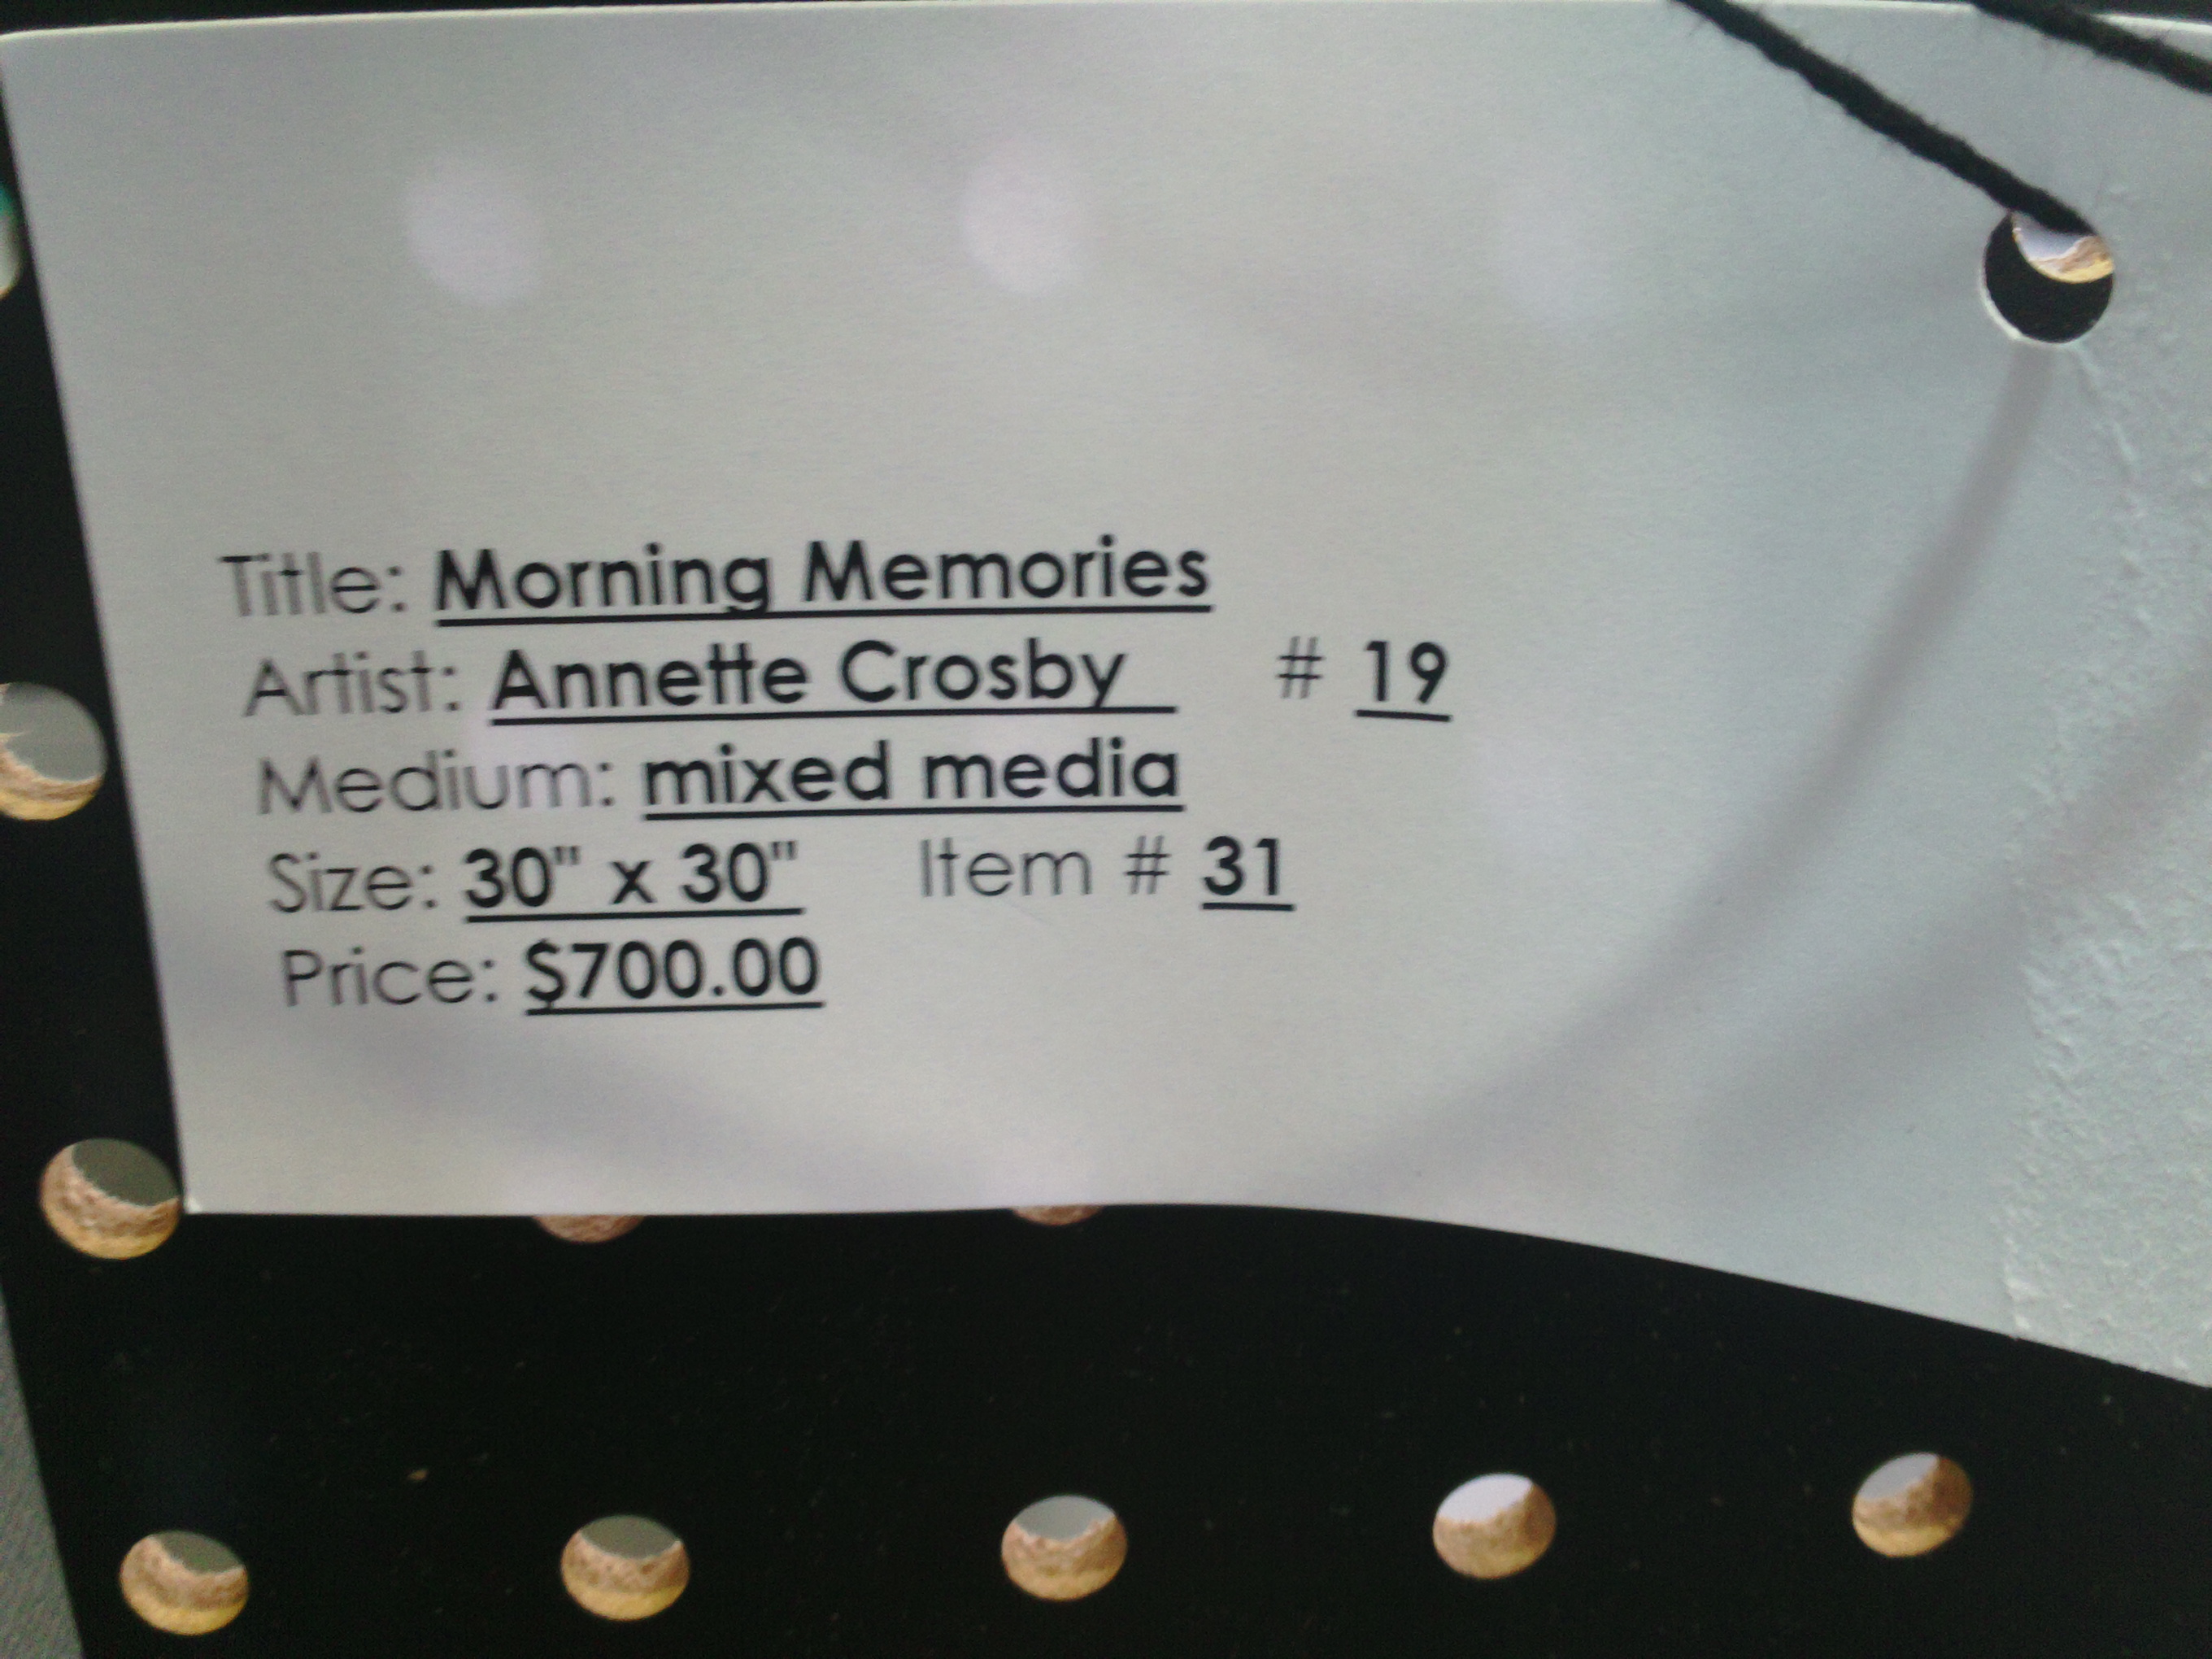 Title: Morning Memories
Artist: Annette Crosby # 19
Medium: mixed media
Size: 30" x 30" Item # 31
Price: $700.00